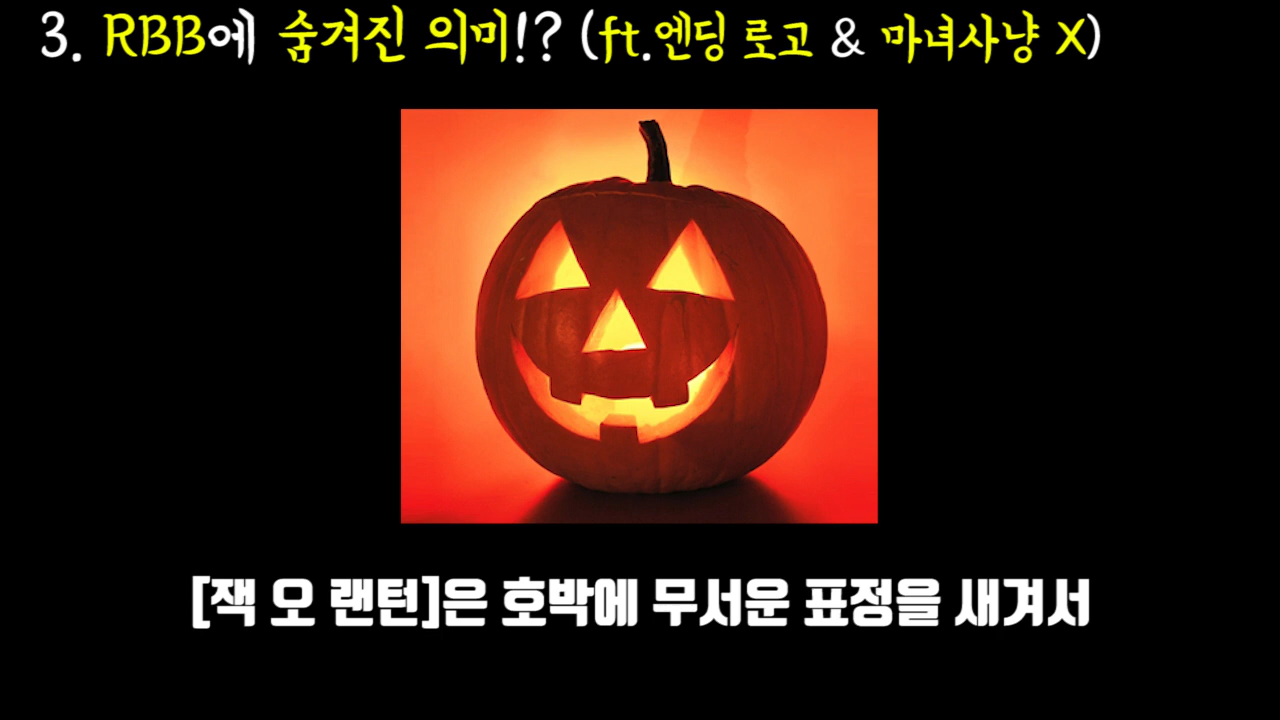 3. RBB에 숨겨진 의미!? (ft.엔딩 로고 & 마녀사냥 X)
[잭 오 랜턴]은 호박에 무서운 표정을 새겨서